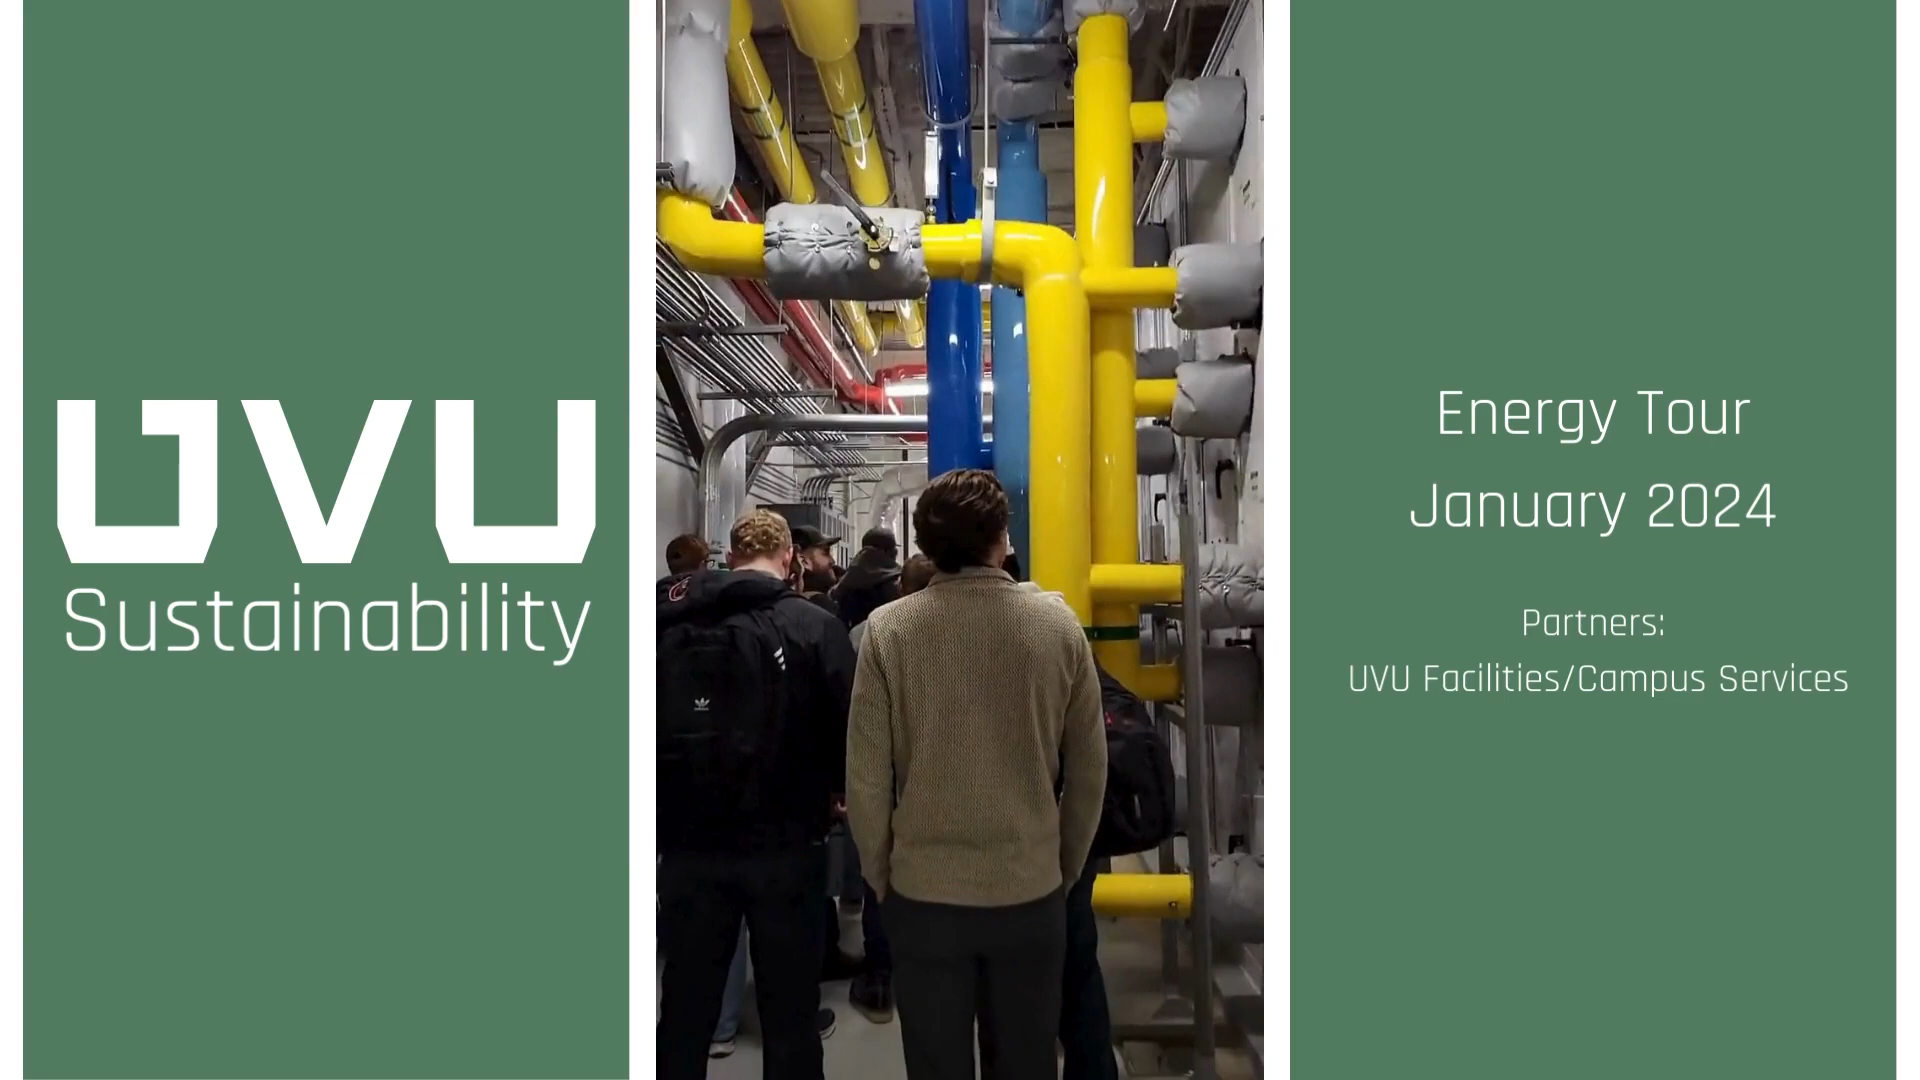 UVU
Sustainability
Energy Tour
January 2024
Partners:
UVU Facilities/Campus Services